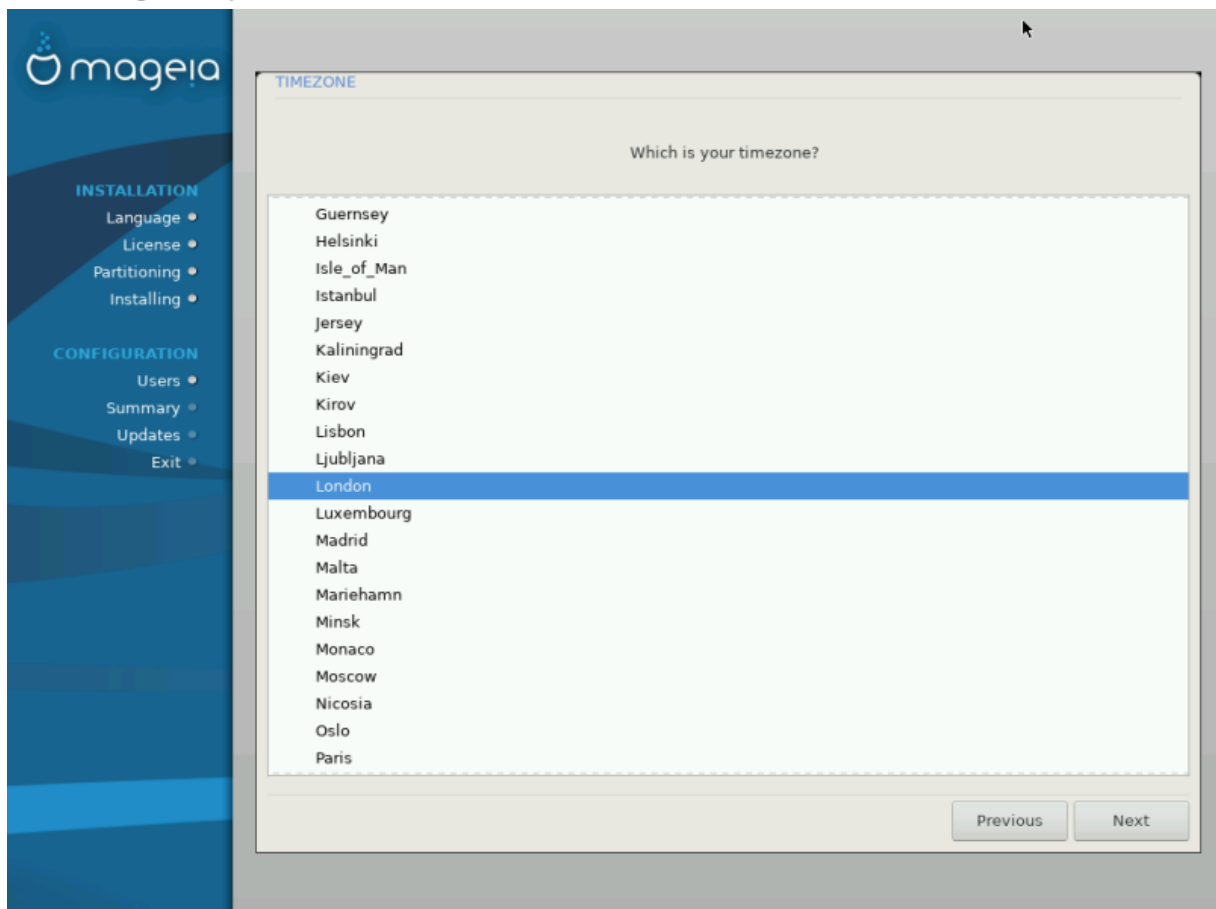 mageia
INSTALLATION
Language
License
Partitioning
Installing
CONFIGURATION
Users
Summary
Updates
Exit
TIMEZONE
Which is your timezone?
Guernsey
Helsinki
Isle_of_Man
Istanbul
Jersey
Kaliningrad
Kiev
Kirov
Lisbon
Ljubljana
London
Luxembourg
Madrid
Malta
Mariehamn
Minsk
Monaco
Moscow
Nicosia
Oslo
Paris
Previous
Next